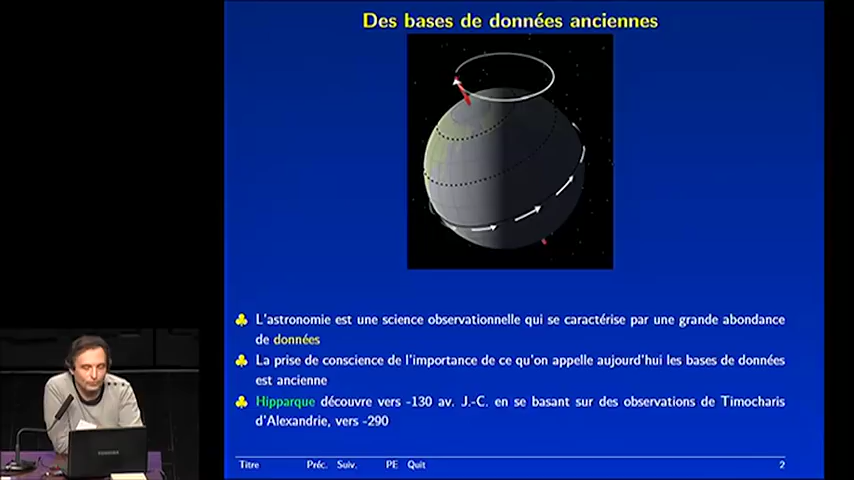 Des bases de données anciennes
♣ L'astronomie est une science observationnelle qui se caractérise par une grande abondance
de données
♣ La prise de conscience de l'importance de ce qu'on appelle aujourd'hui les bases de données
est ancienne
♣ Hipparque découvre vers -130 av. J.-C. en se basant sur des observations de Timocharis
d'Alexandrie, vers -290
Titre Préc. Suiv. PE Quit 2